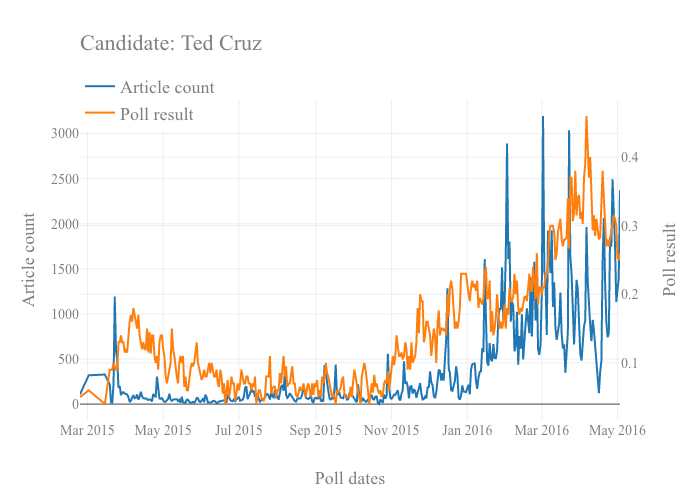 Candidate: Ted Cruz
Article count
Poll result
3000
2500
2000
1500
1000
500
0
0.4
0.3
0.2
0.1
Article count
Poll result
Mar 2015 May 2015 Jul 2015 Sep 2015 Nov 2015 Jan 2016 Mar 2016 May 2016
Poll dates